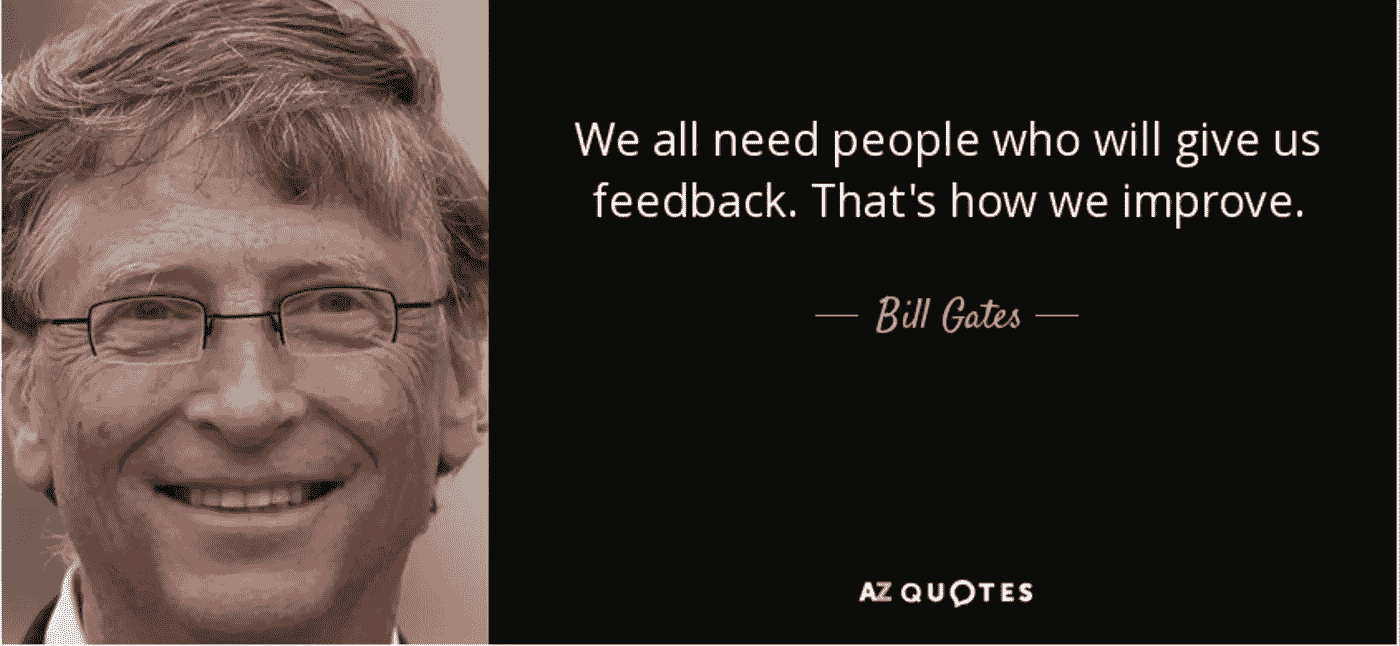 We all need people who will give us
feedback. That's how we improve.
— Bill Gates —
AZ QUOTES